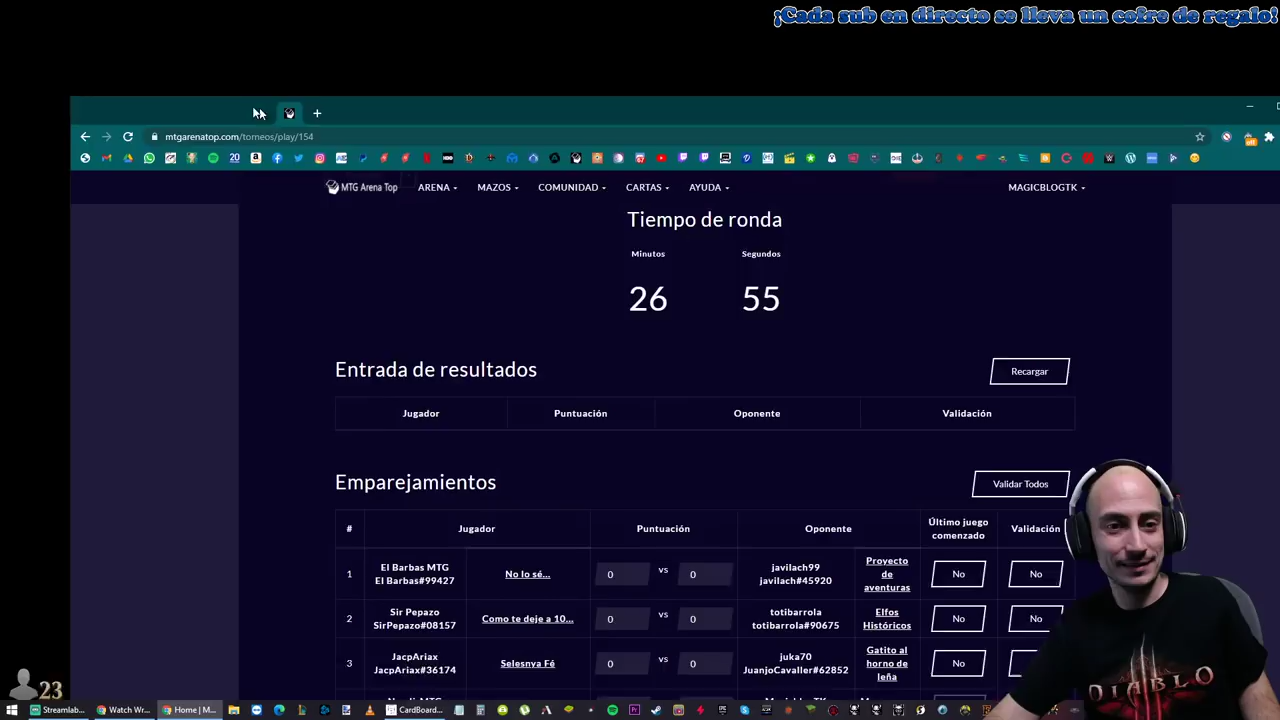 ¡Cada sub en directo se lleva un cofre de regalo!
mtgarenatop.com/torneos/play/154
MTG Arena Top
ARENA
MAZOS
COMUNIDAD
CARTAS
AYUDA
MAGICBLOGTK
Tiempo de ronda
Minutos
Segundos
26
55
Entrada de resultados
Recargar
Jugador
Puntuación
Oponente
Validación
Emparejamientos
Validar Todos
#
Jugador
Puntuación
Oponente
Último juego
comenzado
Validación
1
El Barbas MTG
El Barbas#99427
No lo sé...
0
vs
0
javilach99
javilach#45920
Proyecto
de
aventuras
No
No
2
Sir Pepazo
SirPepazo#08157
Como te deje a 10...
0
vs
0
totibarrola
totibarrola#90675
Elfos
Históricos
No
No
3
JacpAriax
JacpAriax#36174
Selesnya Fé
0
vs
0
juka70
JuanjoCavaller#62852
Gatito al
horno de
leña
No
DIABLO
23
Streamlab...
Watch Wr...
Home | M...
CardBoard...